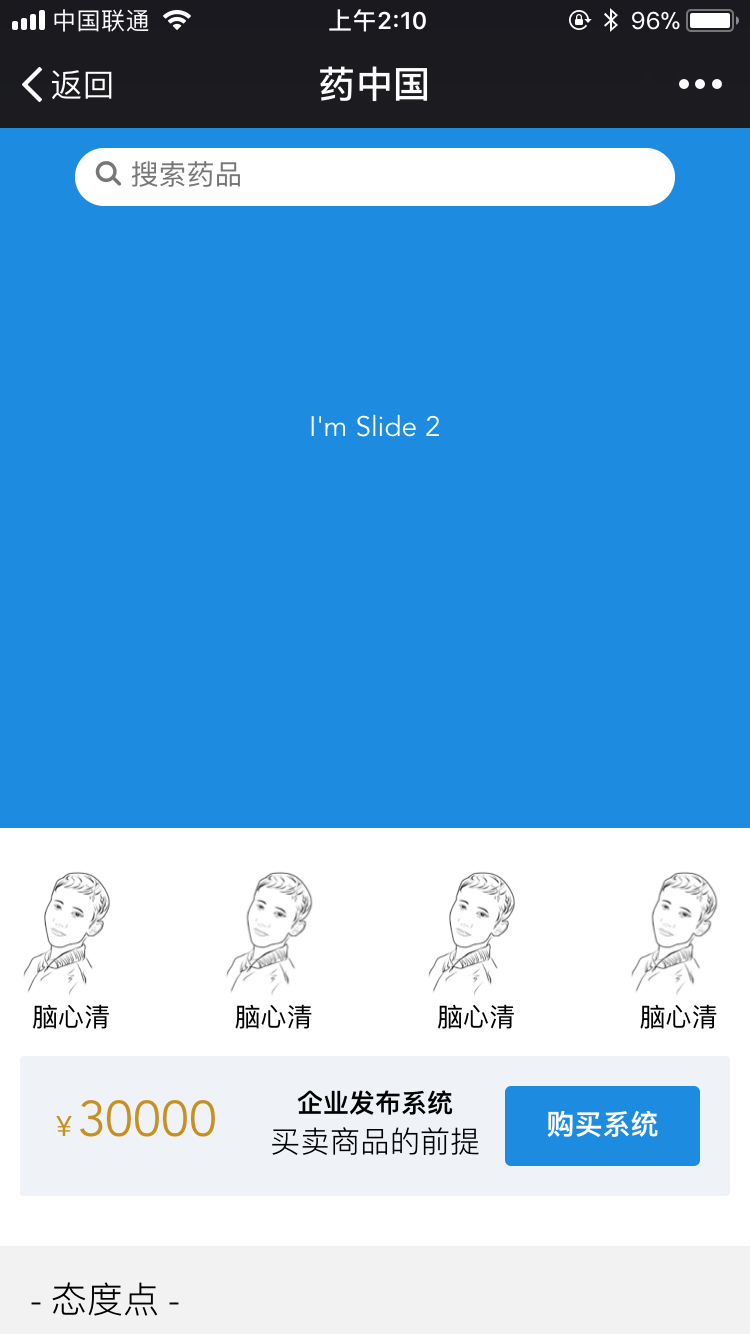 中国联通 上午2:10 96%
返回 药中国
搜索药品
I'm Slide 2
脑心清 脑心清 脑心清 脑心清
¥30000 企业发布系统 购买系统
买卖商品的前提
- 态度点 -